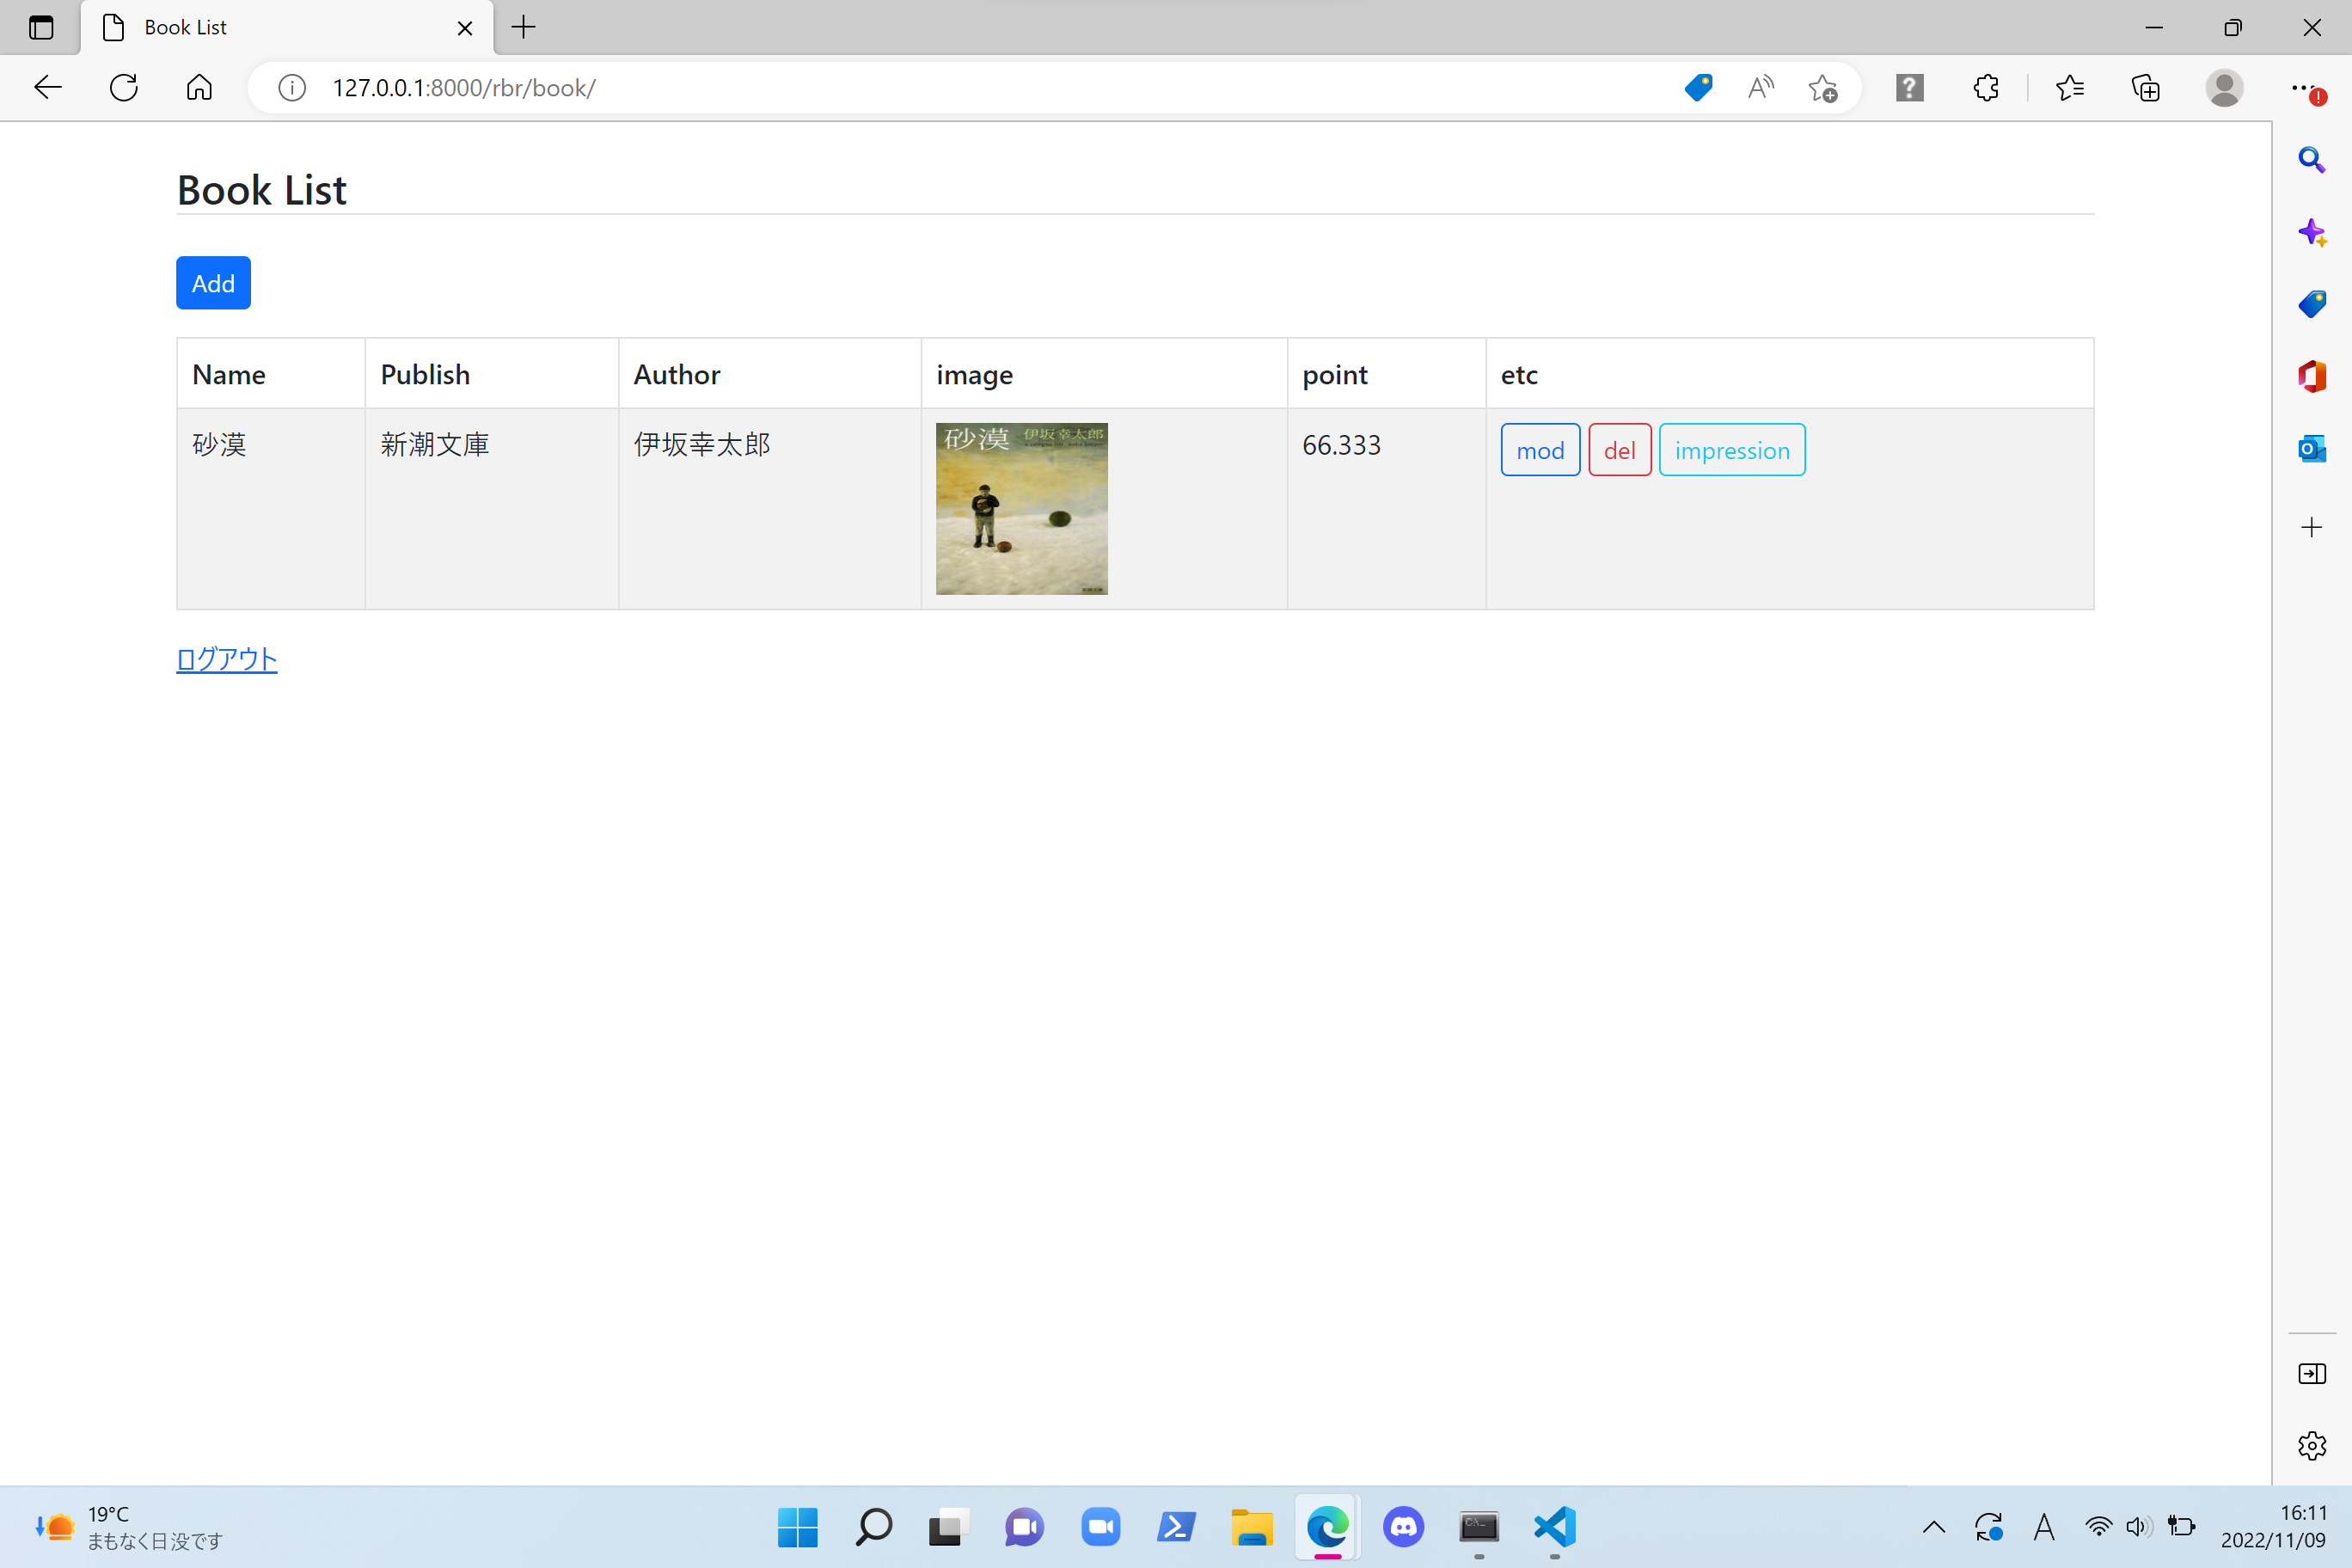 Book List
127.0.0.1:8000/rbr/book/
Book List
Add
Name Publish Author image point etc
砂漠 新潮文庫 伊坂幸太郎 砂漠 伊坂幸太郎 66.333 mod del impression
ログアウト
19°C
まもなく日没です
A
16:11
2022/11/09